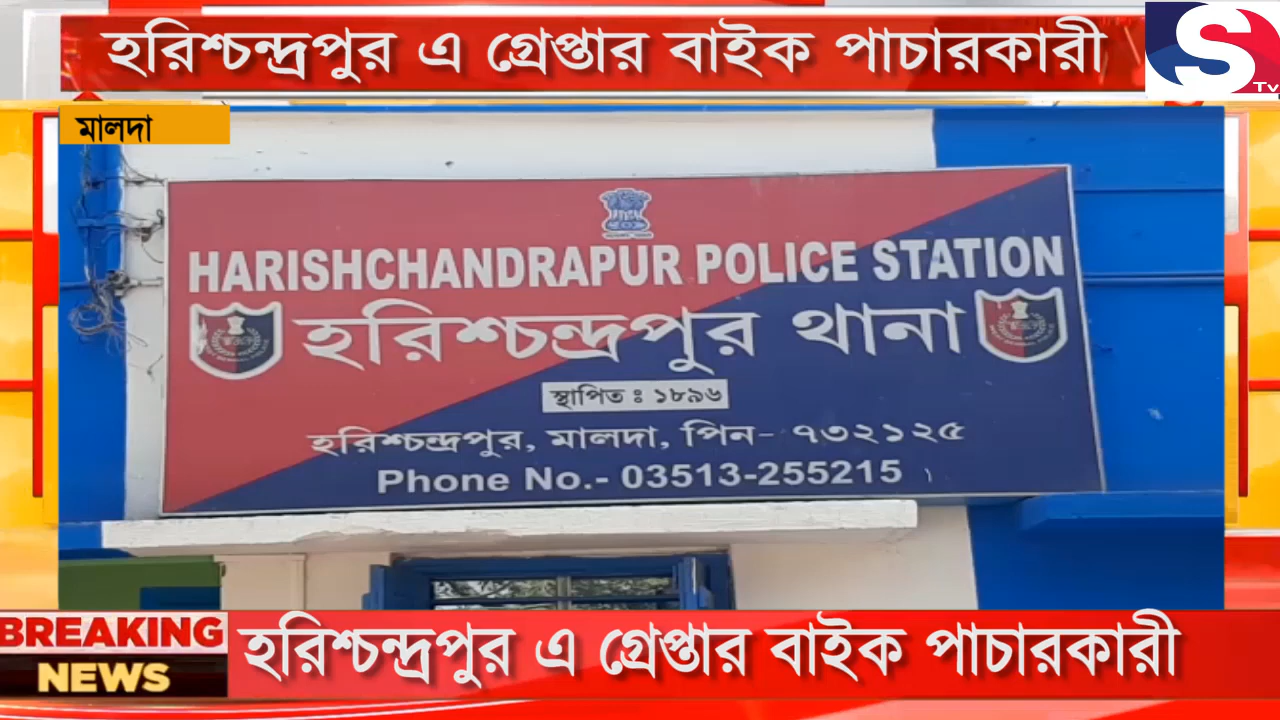 হরিশ্চন্দ্রপুর এ গ্রেপ্তার বাইক পাচারকারী
S
Tv
মালদা
HARISHCHANDRAPUR POLICE STATION
হরিশ্চন্দ্রপুর থানা
স্থাপিত ঃ ১৮৯৬
হরিশ্চন্দ্রপুর, মালদা, পিন- ৭৩২১২৫
Phone No.- 03513-255215
BREAKING
NEWS
হরিশ্চন্দ্রপুর এ গ্রেপ্তার বাইক পাচারকারী